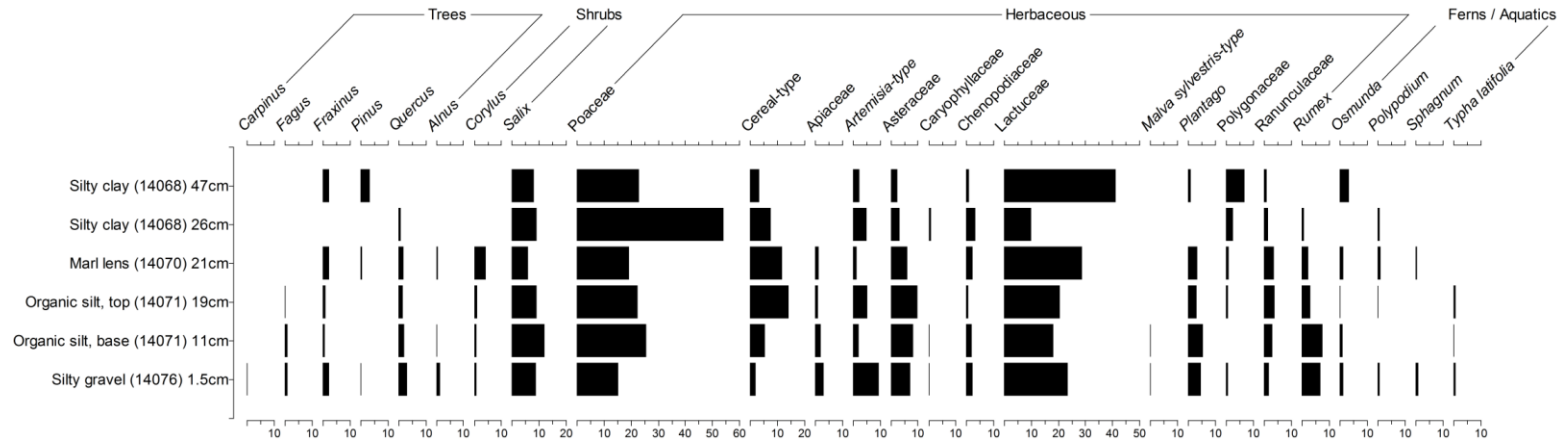 Trees Shrubs Herbaceous Ferns / Aquatics
Carpinus Fagus Fraxinus Pinus Quercus Alnus Corylus Salix Poaceae Cereal-type Apiaceae Artemisia-type Asteraceae Caryophyllaceae Chenopodiaceae Lactuceae Malva sylvestris-type Plantago Polygonaceae Ranunculaceae Rumex Osmunda Polypodium Sphagnum Typha latifolia
Silty clay (14068) 47cm
Silty clay (14068) 26cm
Marl lens (14070) 21cm
Organic silt, top (14071) 19cm
Organic silt, base (14071) 11cm
Silty gravel (14076) 1.5cm
10 10 10 10 10 10 10 10 20 10 20 30 40 50 60 10 20 10 10 10 10 10 10 20 30 40 50 10 10 10 10 10 10 10 10 10